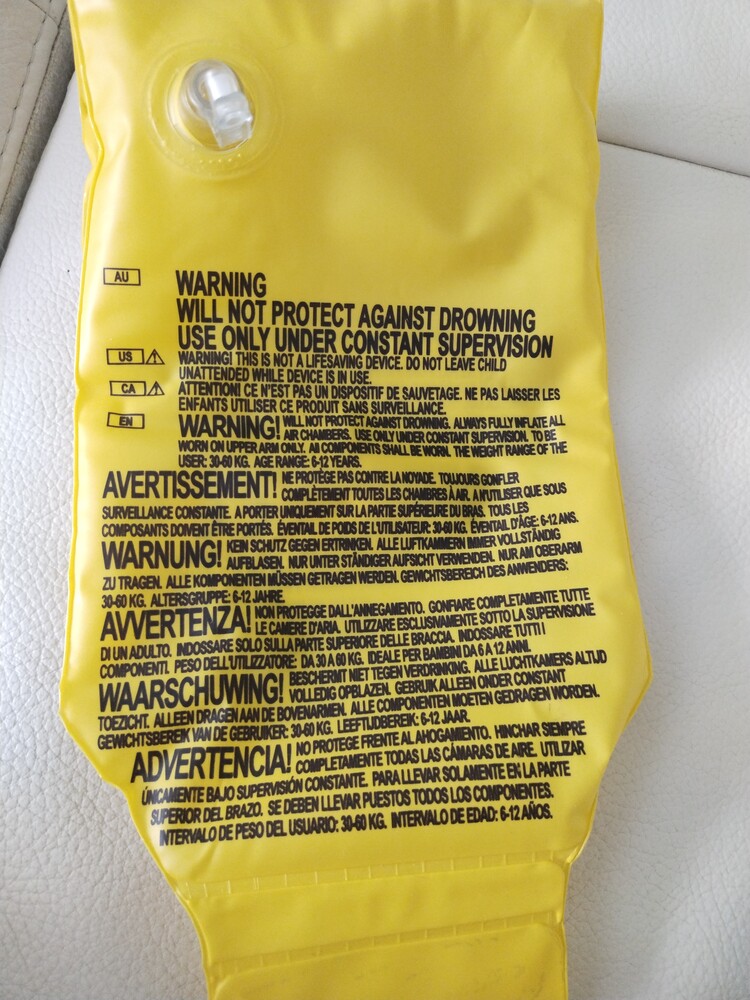 AU WARNING
WILL NOT PROTECT AGAINST DROWNING
USE ONLY UNDER CONSTANT SUPERVISION
US WARNING! THIS IS NOT A LIFESAVING DEVICE. DO NOT LEAVE CHILD
UNATTENDED WHILE DEVICE IS IN USE.
CA ATTENTION! CE N'EST PAS UN DISPOSITIF DE SAUVETAGE. NE PAS LAISSER LES
ENFANTS UTILISER CE PRODUIT SANS SURVEILLANCE.
EN WARNING! WILL NOT PROTECT AGAINST DROWNING. ALWAYS FULLY INFLATE ALL
AIR CHAMBERS. USE ONLY UNDER CONSTANT SUPERVISION. TO BE
WORN ON UPPER ARM ONLY. All COMPONENTS SHALL BE WORN. THE WEIGHT RANGE OF THE
USER: 30-60 KG. AGE RANGE: 6-12 YEARS.
AVERTISSEMENT! NE PROTÈGE PAS CONTRE LA NOYADE. TOUJOURS GONFLER
COMPLÈTEMENT TOUTES LES CHAMBRES À AIR. A N'UTILISER QUE SOUS
SURVEILLANCE CONSTANTE. A PORTER UNIQUEMENT SUR LA PARTIE SUPÉRIEURE DU BRAS. TOUS LES
COMPOSANTS DOIVENT ÊTRE PORTÉS. ÉVENTAIL DE POIDS DE L'UTILISATEUR: 30-60 KG. ÉVENTAIL D'ÂGE: 6-12 ANS.
WARNUNG! KEIN SCHUTZ GEGEN ERTRINKEN. ALLE LUFTKAMMERN IMMER VOLLSTÄNDIG
AUFBLASEN. NUR UNTER STÄNDIGER AUFSICHT VERWENDEN. NUR AM OBERARM
ZU TRAGEN. ALLE KOMPONENTEN MÜSSEN GETRAGEN WERDEN. GEWICHTSBEREICH DES ANWENDERS:
30-60 KG. ALTERSGRUPPE: 6-12 JAHRE.
AVVERTENZA! NON PROTEGGE DALL'ANNEGAMENTO. GONFIARE COMPLETAMENTE TUTTE
LE CAMERE D'ARIA. UTILIZZARE ESCLUSIVAMENTE SOTTO LA SUPERVISIONE
DI UN ADULTO. INDOSSARE SOLO SULLA PARTE SUPERIORE DELLE BRACCIA. INDOSSARE TUTTI I
COMPONENTI. PESO DELL'UTILIZZATORE: DA 30 A 60 KG. IDEALE PER BAMBINI DA 6 A 12 ANNI.
WAARSCHUWING! BESCHERMT NIET TEGEN VERDRINKING. ALLE LUCHTKAMERS ALTIJD
VOLLEDIG OPBLAZEN. GEBRUIK ALLEEN ONDER CONSTANT
TOEZICHT. ALLEEN DRAGEN AAN DE BOVENARMEN. ALLE COMPONENTEN MOETEN GEDRAGEN WORDEN.
GEWICHTSBEREIK VAN DE GEBRUIKER: 30-60 KG. LEEFTIJDBEREIK: 6-12 JAAR.
ADVERTENCIA! NO PROTEGE FRENTE AL AHOGAMIENTO. HINCHAR SIEMPRE
COMPLETAMENTE TODAS LAS CÁMARAS DE AIRE. UTILIZAR
ÚNICAMENTE BAJO SUPERVISIÓN CONSTANTE. PARA LLEVAR SOLAMENTE EN LA PARTE
SUPERIOR DEL BRAZO. SE DEBEN LLEVAR PUESTOS TODOS LOS COMPONENTES.
INTERVALO DE PESO DEL USUARIO: 30-60 KG. INTERVALO DE EDAD: 6-12 AÑOS.